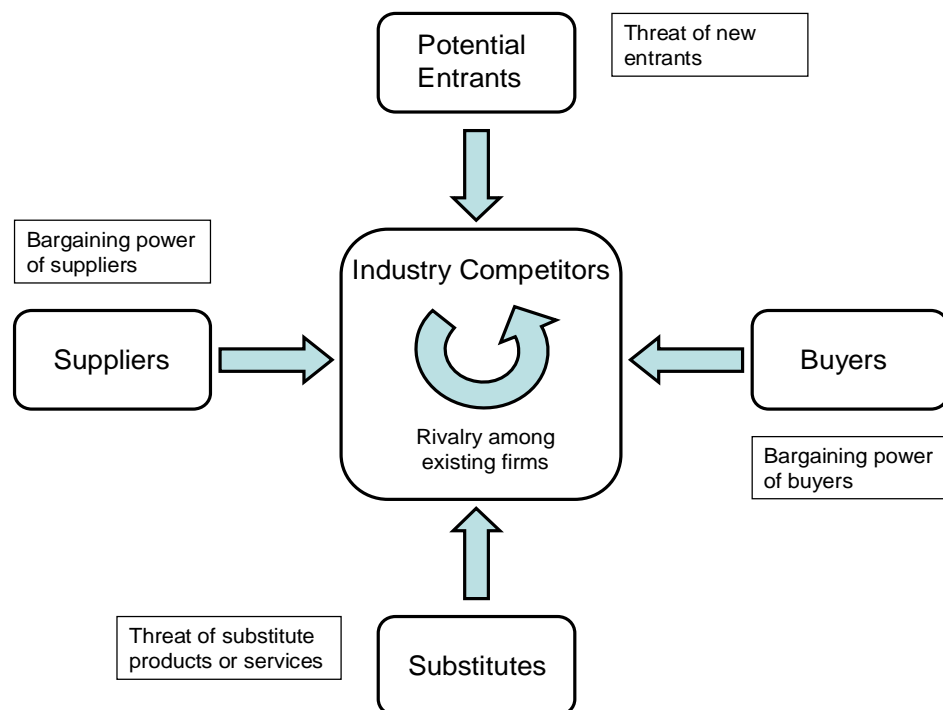 Potential
Entrants
Threat of new
entrants
Bargaining power
of suppliers
Industry Competitors
Suppliers
Buyers
Rivalry among
existing firms
Bargaining power
of buyers
Threat of substitute
products or services
Substitutes